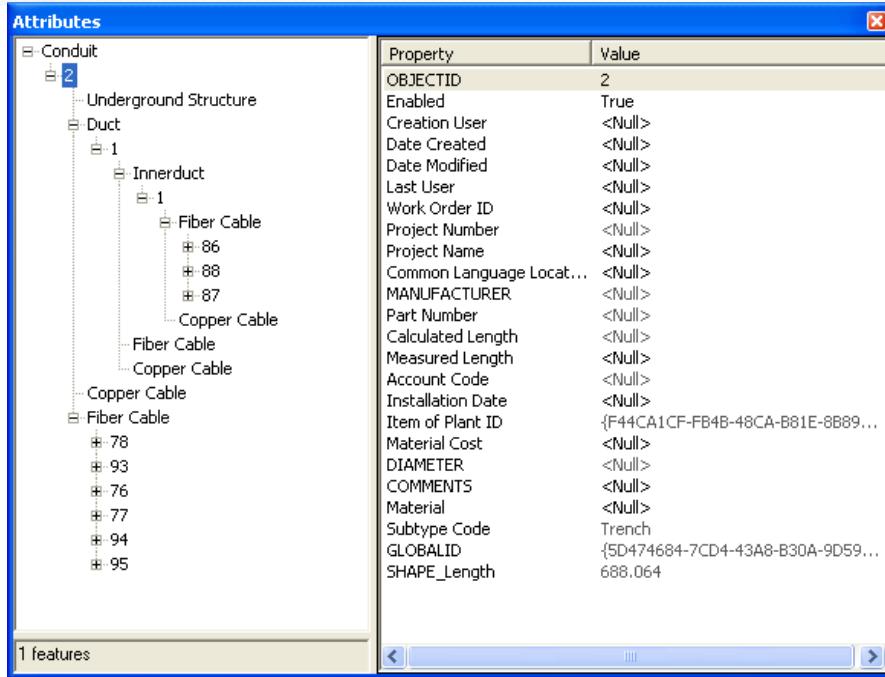 Attributes
Conduit
2
Underground Structure
Duct
1
Innerduct
1
Fiber Cable
86
88
87
Copper Cable
Fiber Cable
Copper Cable
Copper Cable
Fiber Cable
78
93
76
77
94
95
1 features
Property Value
OBJECTID 2
Enabled True
Creation User <Null>
Date Created <Null>
Date Modified <Null>
Last User <Null>
Work Order ID <Null>
Project Number <Null>
Project Name <Null>
Common Language Locat... <Null>
MANUFACTURER <Null>
Part Number <Null>
Calculated Length <Null>
Measured Length <Null>
Account Code <Null>
Installation Date <Null>
Item of Plant ID {F44CA1CF-FB4B-48CA-B81E-8B89...
Material Cost <Null>
DIAMETER <Null>
COMMENTS <Null>
Material <Null>
Subtype Code Trench
GLOBALID {5D474684-7CD4-43A8-B30A-9D59...
SHAPE_Length 688.064